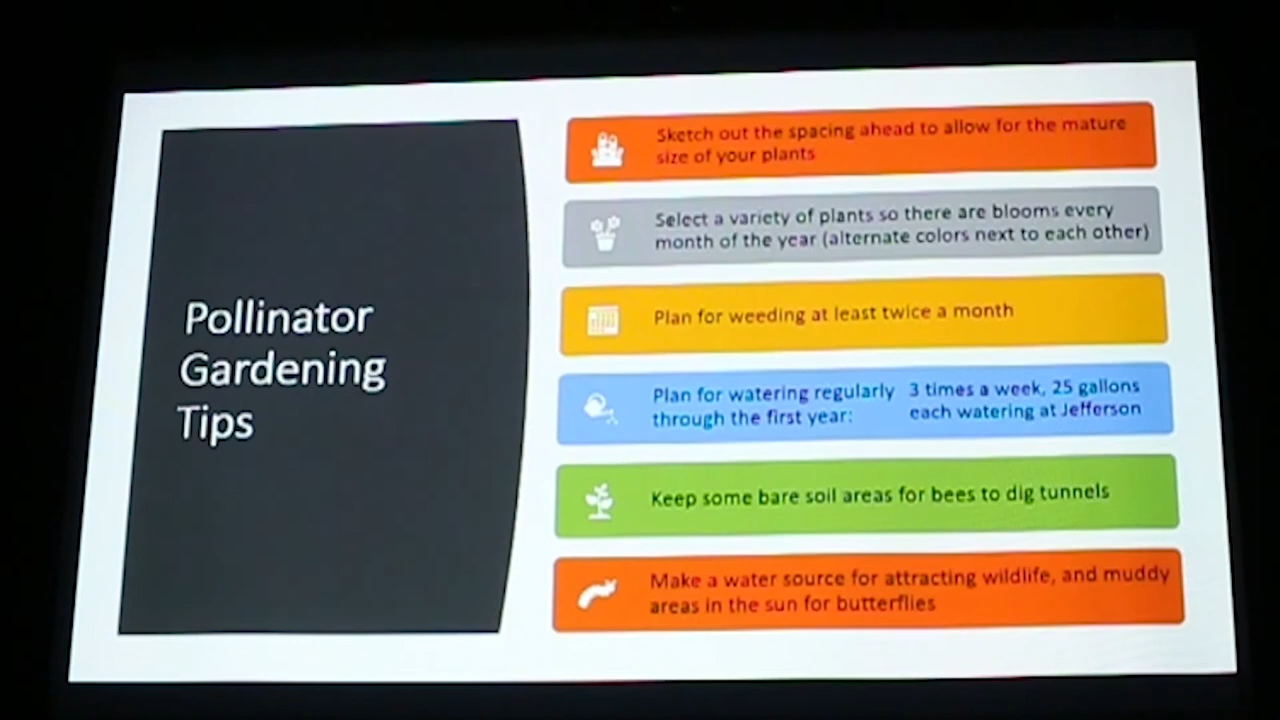 Pollinator
Gardening
Tips
Sketch out the spacing ahead to allow for the mature
size of your plants
Select a variety of plants so there are blooms every
month of the year (alternate colors next to each other)
Plan for weeding at least twice a month
Plan for watering regularly 3 times a week, 25 gallons
through the first year: each watering at Jefferson
Keep some bare soil areas for bees to dig tunnels
Make a water source for attracting wildlife, and muddy
areas in the sun for butterflies